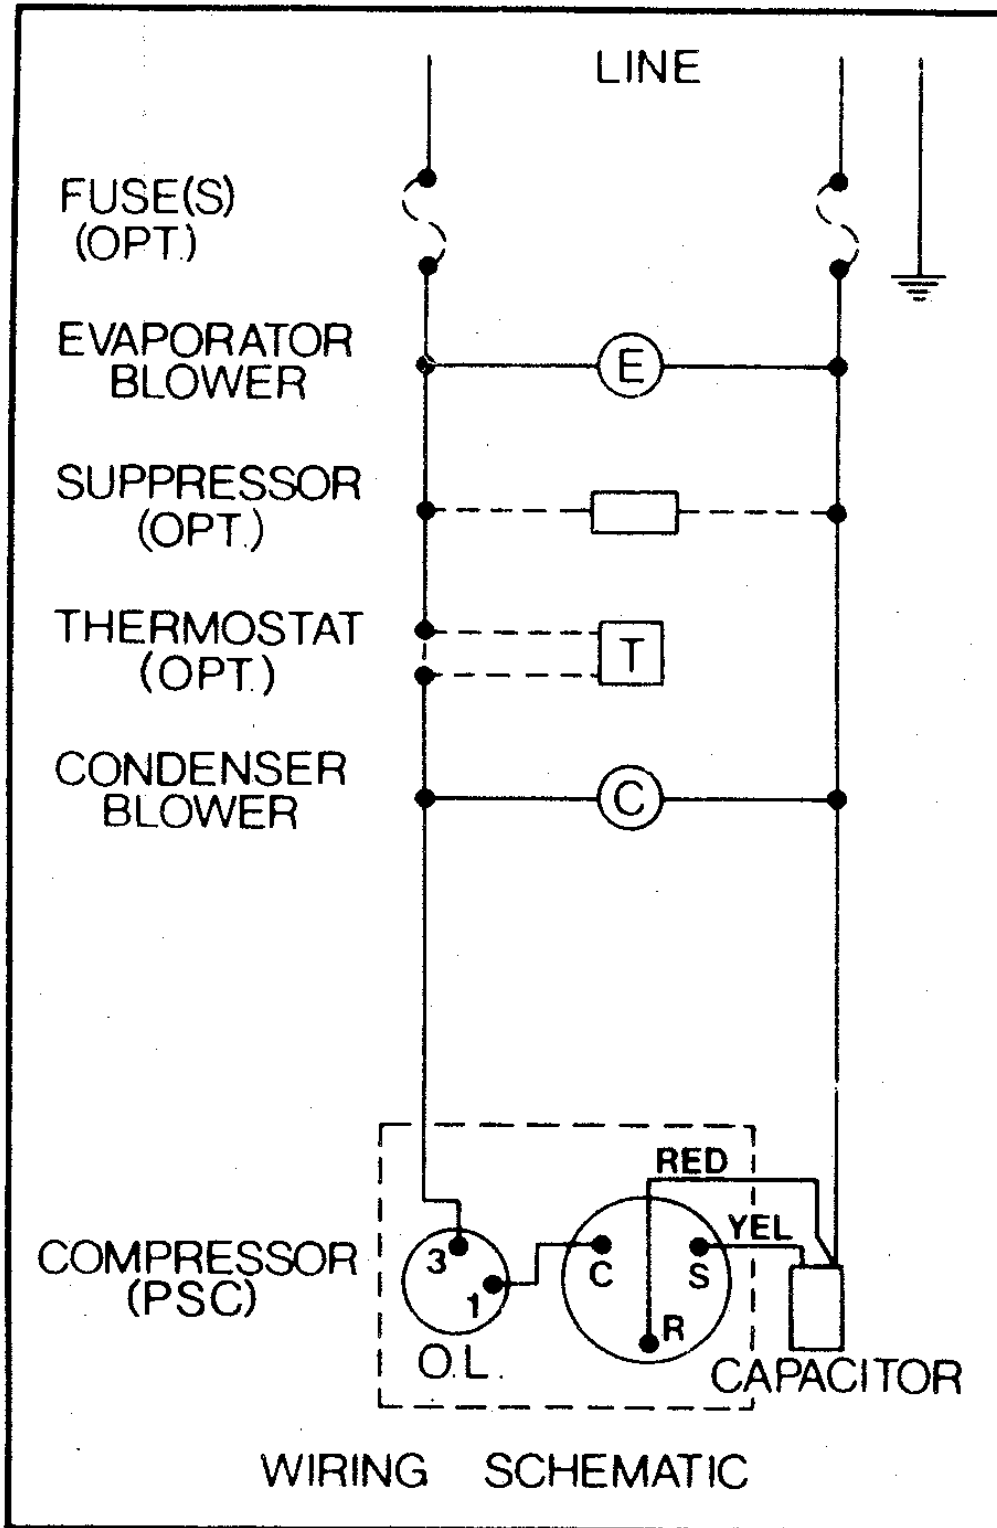 LINE
FUSE(S)
(OPT.)
EVAPORATOR
BLOWER
E
SUPPRESSOR
(OPT.)
THERMOSTAT
(OPT.)
T
CONDENSER
BLOWER
C
RED
YEL
COMPRESSOR
(PSC)
3
1
C
S
R
O.L.
CAPACITOR
WIRING SCHEMATIC